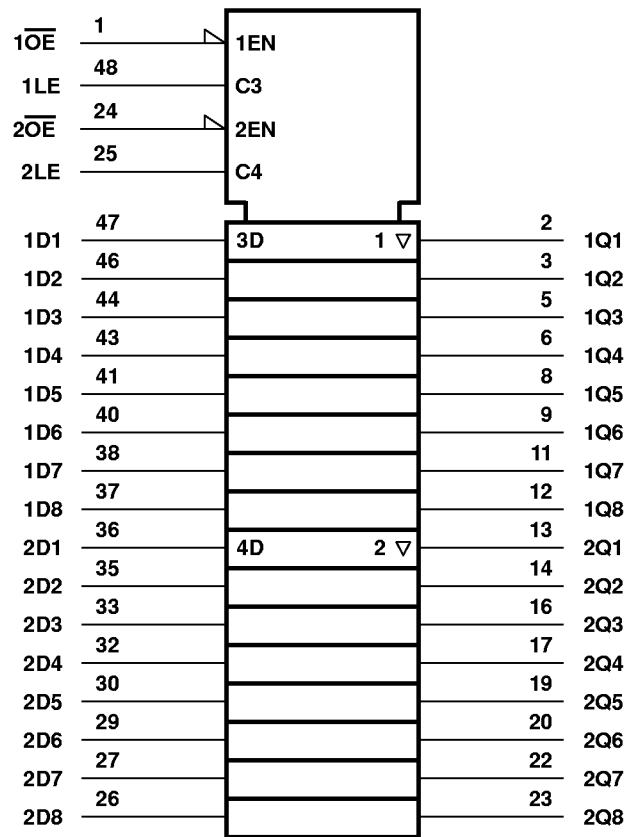 1O̅E̅ 1 1EN
1LE 48 C3
2O̅E̅ 24 2EN
2LE 25 C4
1D1 47 3D 1 ▽ 2 1Q1
1D2 46 3 1Q2
1D3 44 5 1Q3
1D4 43 6 1Q4
1D5 41 8 1Q5
1D6 40 9 1Q6
1D7 38 11 1Q7
1D8 37 12 1Q8
2D1 36 4D 2 ▽ 13 2Q1
2D2 35 14 2Q2
2D3 33 16 2Q3
2D4 32 17 2Q4
2D5 30 19 2Q5
2D6 29 20 2Q6
2D7 27 22 2Q7
2D8 26 23 2Q8